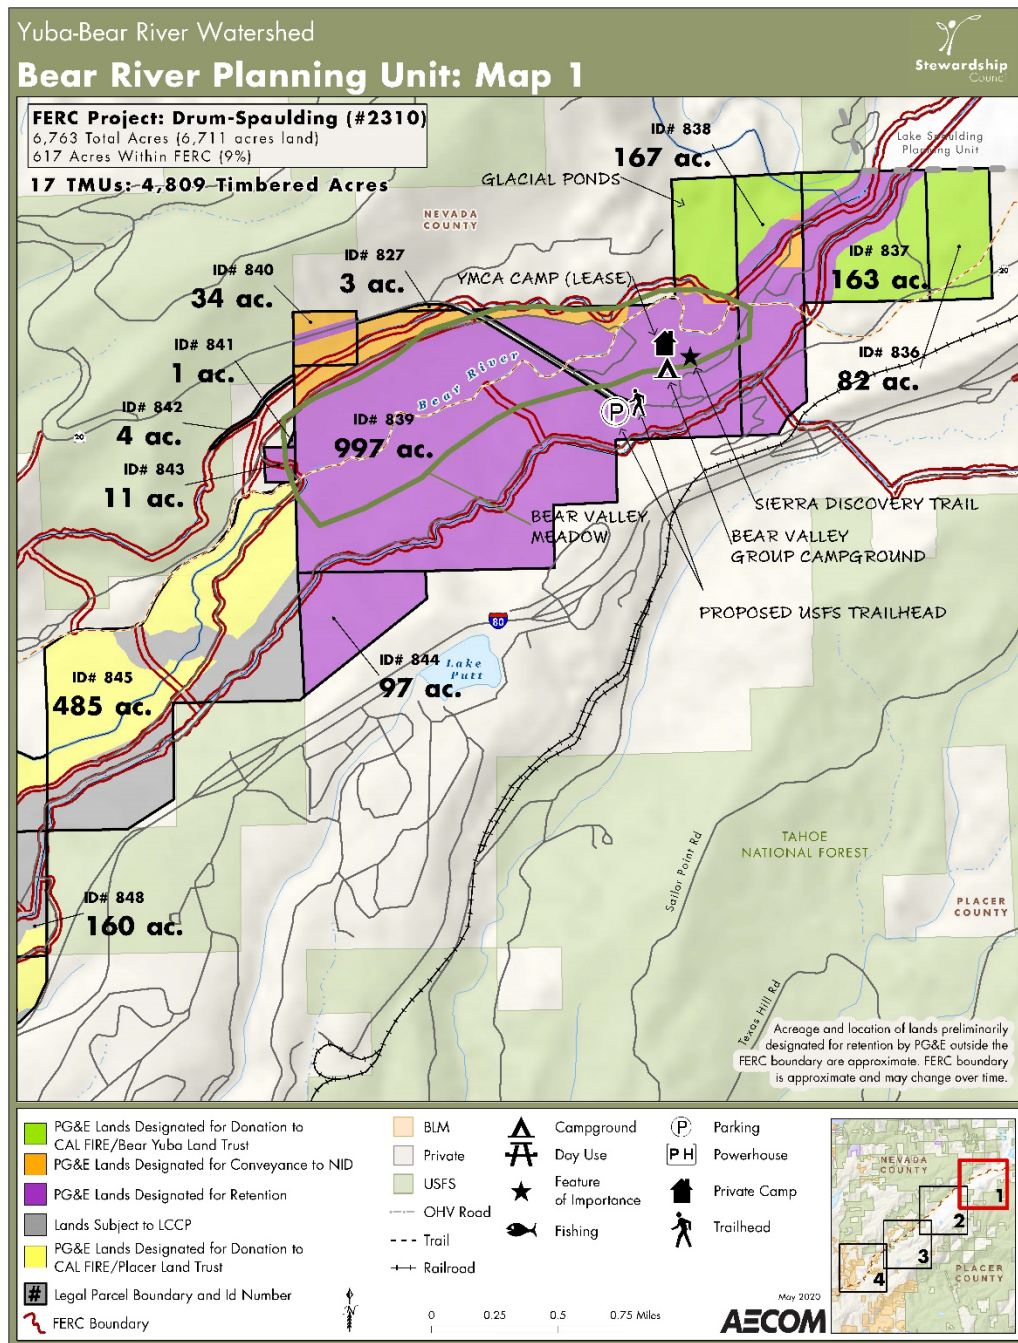 Yuba-Bear River Watershed
Bear River Planning Unit: Map 1
Stewardship
Council
FERC Project: Drum-Spaulding (#2310)
6,763 Total Acres (6,711 acres land)
617 Acres Within FERC (9%)
17 TMUs: 4,809 Timbered Acres
ID# 838
167 ac.
Lake Spaulding
Planning Unit
GLACIAL PONDS
NEVADA
COUNTY
ID# 827
3 ac.
YMCA CAMP (LEASE)
ID# 837
163 ac.
20
ID# 840
34 ac.
ID# 841
1 ac.
ID# 836
82 ac.
Bear River
ID# 842
4 ac.
20
ID# 839
997 ac.
P
ID# 843
11 ac.
SIERRA DISCOVERY TRAIL
BEAR VALLEY
MEADOW
BEAR VALLEY
GROUP CAMPGROUND
PROPOSED USFS TRAILHEAD
80
ID# 844
97 ac.
Lake
Putt
ID# 845
485 ac.
Sailor Point Rd
TAHOE
NATIONAL FOREST
ID# 848
160 ac.
PLACER
COUNTY
Texas Hill Rd
Acreage and location of lands preliminarily
designated for retention by PG&E outside the
FERC boundary are approximate. FERC boundary
is approximate and may change over time.
PG&E Lands Designated for Donation to
CAL FIRE/Bear Yuba Land Trust
PG&E Lands Designated for Conveyance to NID
PG&E Lands Designated for Retention
Lands Subject to LCCP
PG&E Lands Designated for Donation to
CAL FIRE/Placer Land Trust
# Legal Parcel Boundary and Id Number
FERC Boundary
BLM
Private
USFS
OHV Road
Trail
Railroad
Campground
Day Use
Feature
of Importance
Fishing
P Parking
PH Powerhouse
Private Camp
Trailhead
0 0.25 0.5 0.75 Miles
May 2020
AECOM
NEVADA
COUNTY
1
2
3
4
PLACER
COUNTY